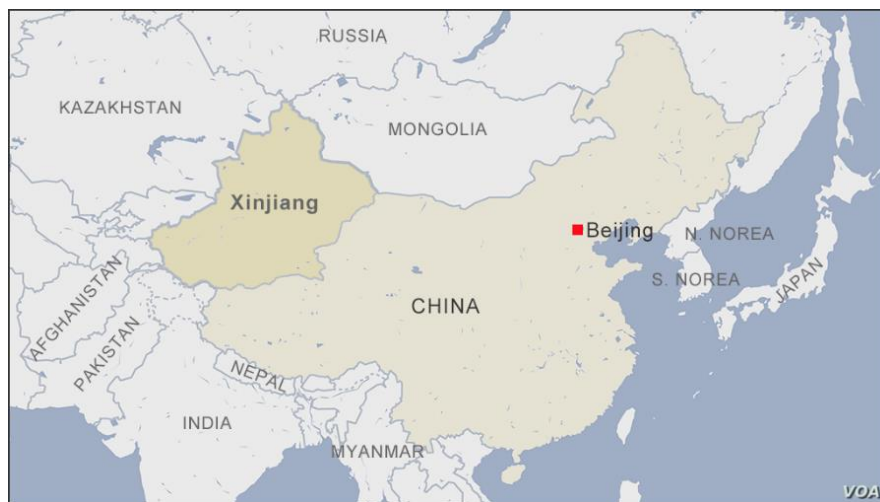 RUSSIA
KAZAKHSTAN
MONGOLIA
Xinjiang
Beijing
N. NOREA
S. NOREA
JAPAN
AFGHANISTAN
PAKISTAN
CHINA
NEPAL
INDIA
MYANMAR
VOA